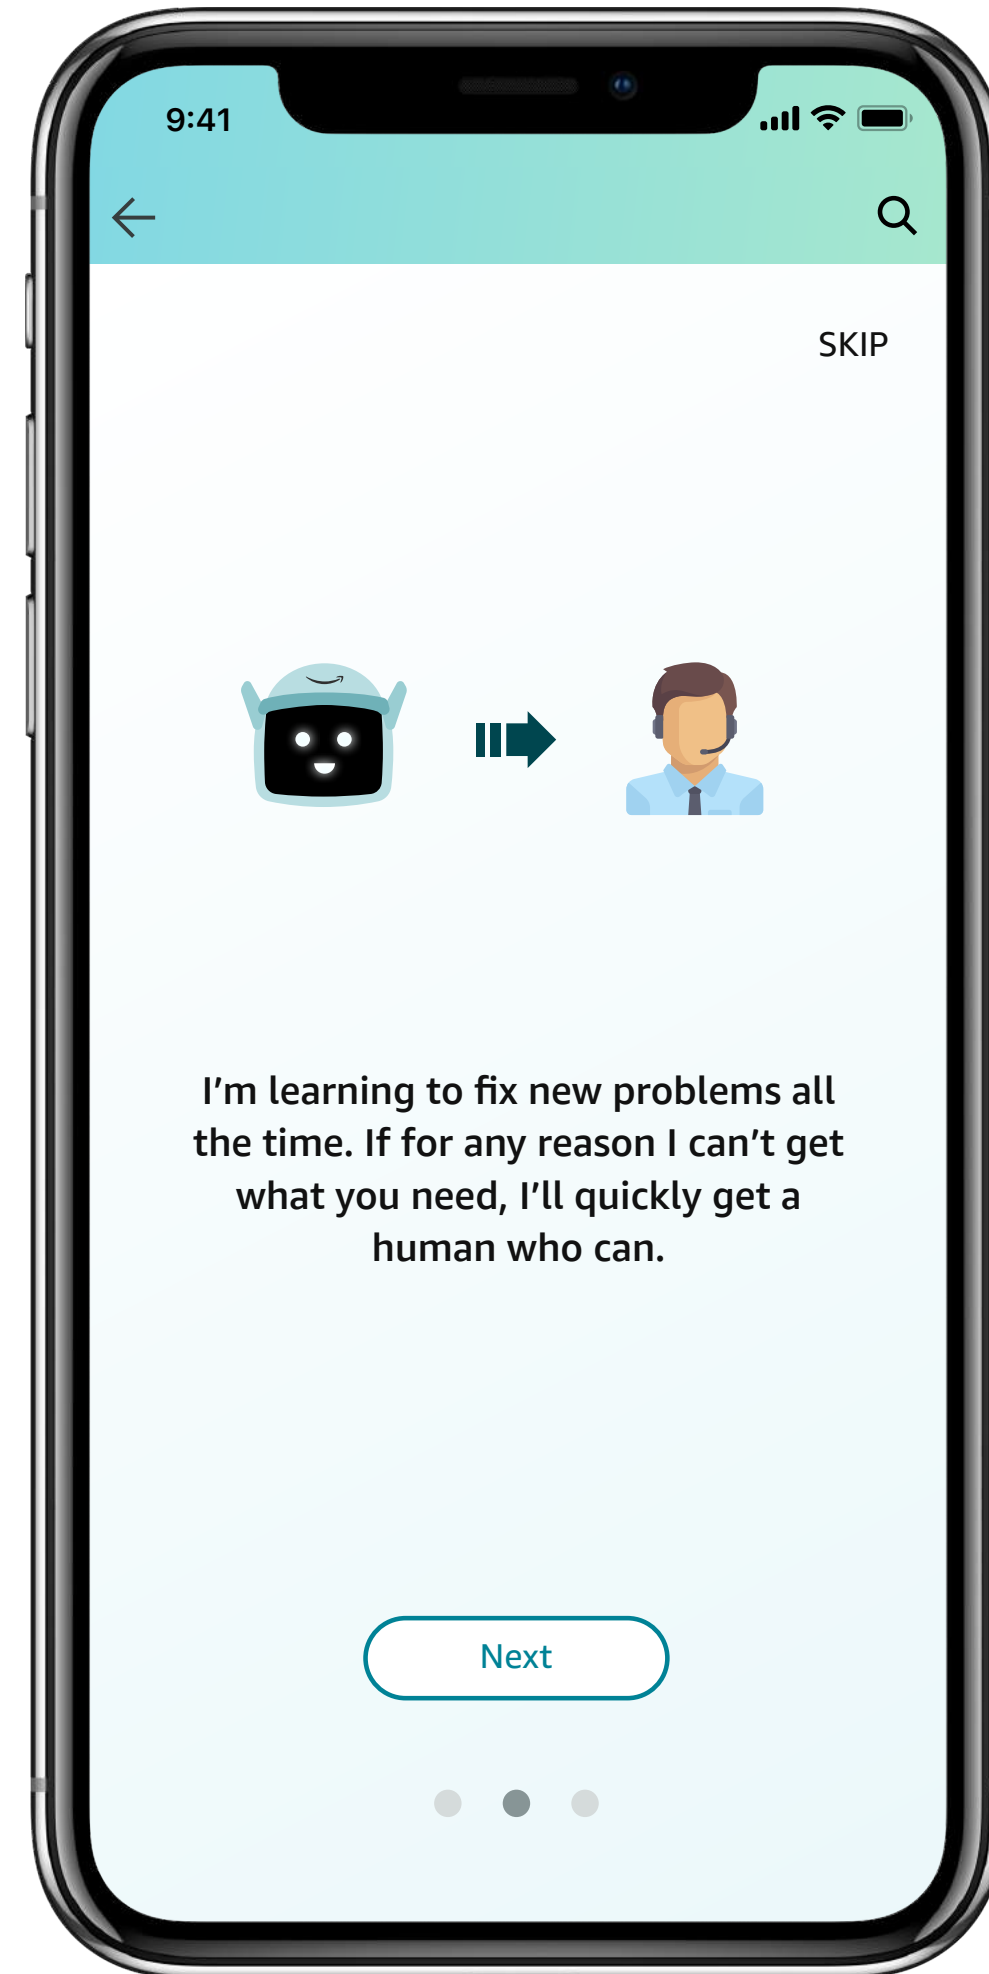 9:41
SKIP
I’m learning to fix new problems all
the time. If for any reason I can’t get
what you need, I’ll quickly get a
human who can.
Next